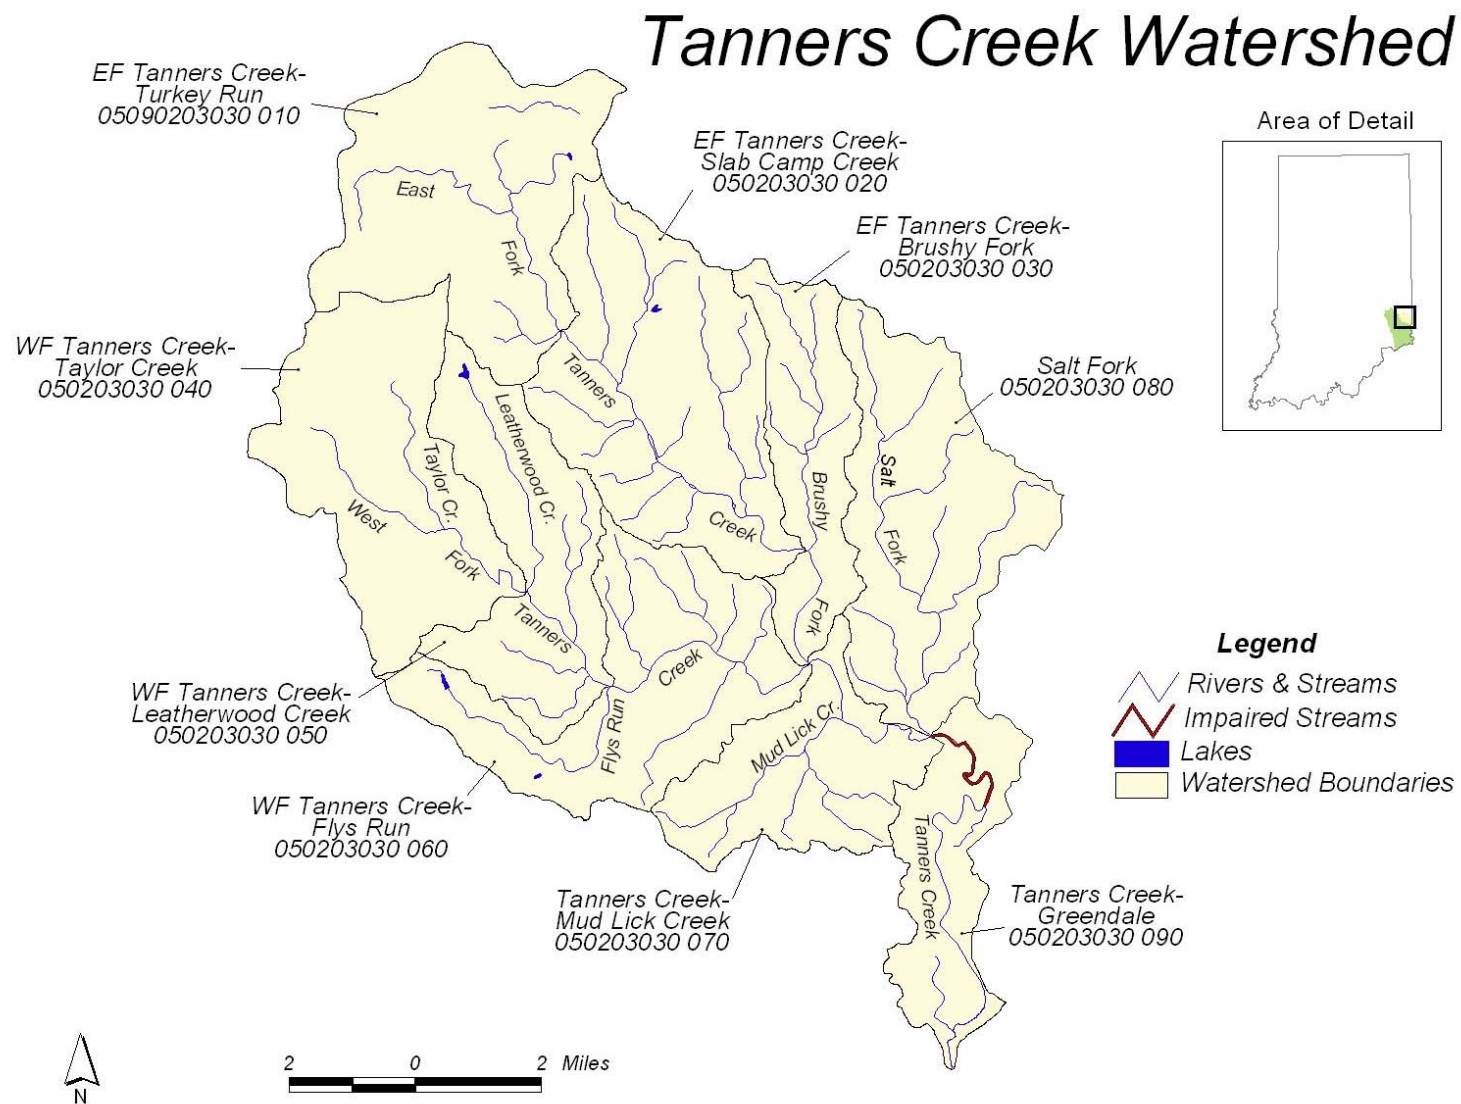 Tanners Creek Watershed
EF Tanners Creek-
Turkey Run
05090203030 010
Area of Detail
EF Tanners Creek-
Slab Camp Creek
050203030 020
East
Fork
EF Tanners Creek-
Brushy Fork
050203030 030
WF Tanners Creek-
Taylor Creek
050203030 040
Salt Fork
050203030 080
Tanners
Leatherwood Cr.
Taylor Cr.
West
Fork
Creek
Brushy
Fork
Salt
Fork
Tanners
Creek
Flys Run
Mud Lick Cr.
Tanners Creek
WF Tanners Creek-
Leatherwood Creek
050203030 050
WF Tanners Creek-
Flys Run
050203030 060
Tanners Creek-
Mud Lick Creek
050203030 070
Tanners Creek-
Greendale
050203030 090
Legend
Rivers & Streams
Impaired Streams
Lakes
Watershed Boundaries
N
2 0 2 Miles